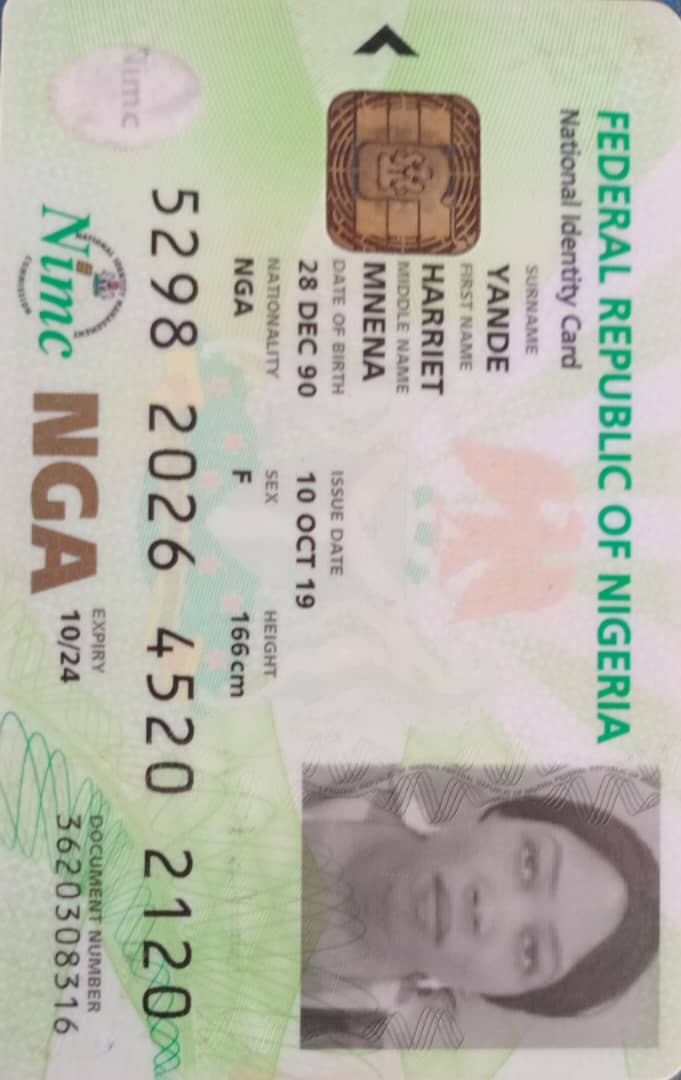 FEDERAL REPUBLIC OF NIGERIA
National Identity Card
SURNAME
YANDE
FIRST NAME
HARRIET
MIDDLE NAME
MNENA
DATE OF BIRTH ISSUE DATE
28 DEC 90 10 OCT 19
NATIONALITY SEX HEIGHT
NGA F 166cm
Nimc
5298 2026 4520 2120
NATIONAL IDENTITY MANAGEMENT COMMISSION
Nimc
NGA
EXPIRY
10/24
DOCUMENT NUMBER
3620308316